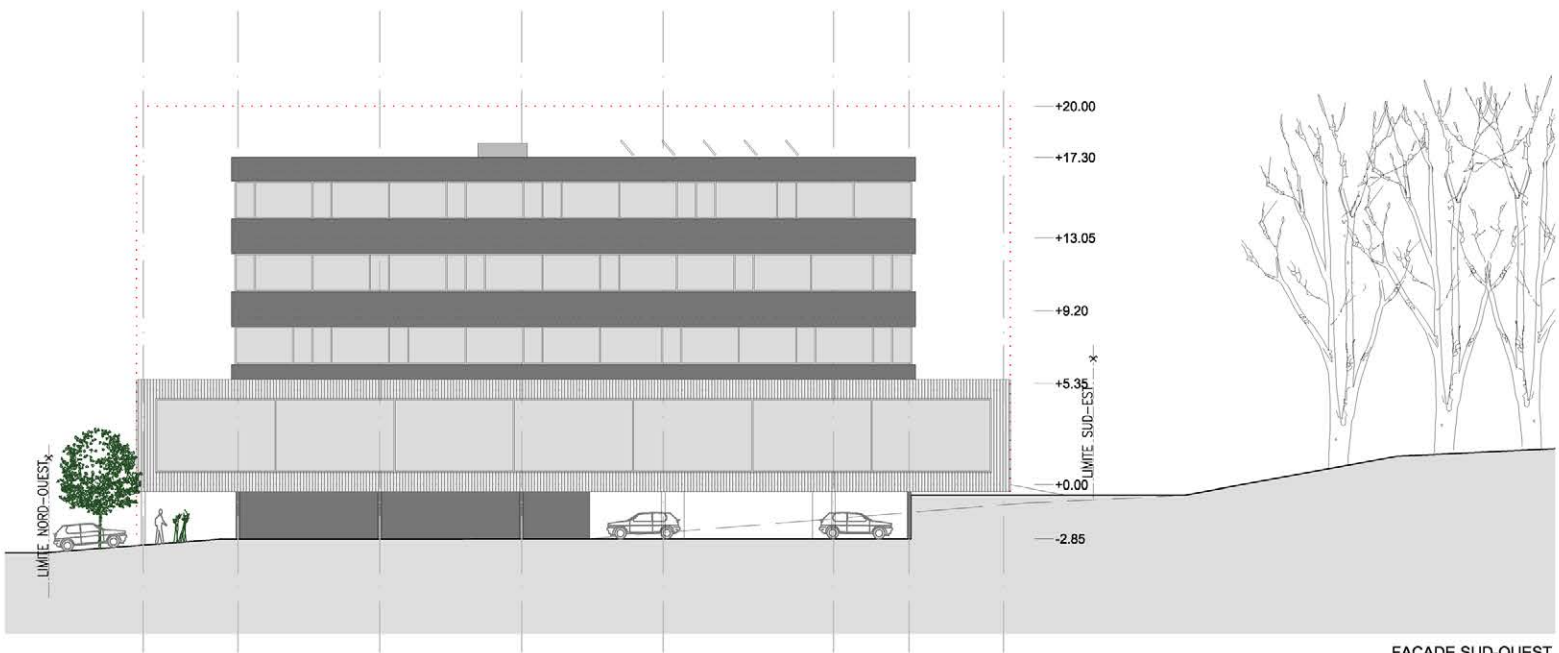 +20.00
+17.30
+13.05
+9.20
+5.35
LIMITE SUD-EST
+0.00
LIMITE NORD-OUEST
-2.85
FAÇADE SUD-OUEST